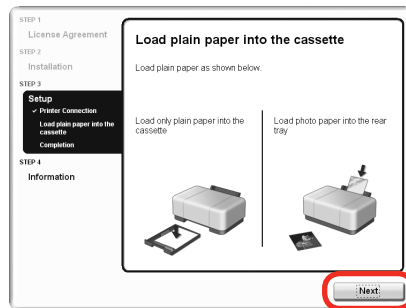 STEP 1
License Agreement
STEP 2
Installation
STEP 3
Setup
✓ Printer Connection
Load plain paper into the
cassette
Completion
STEP 4
Information
Load plain paper into the cassette
Load plain paper as shown below.
Load only plain paper into the
cassette
Load photo paper into the rear
tray
Next